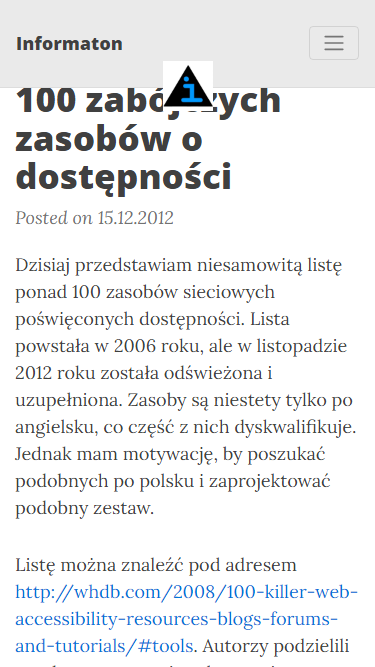 Informaton
100 zabójczych
zasobów o
dostępności
Posted on 15.12.2012
Dzisiaj przedstawiam niesamowitą listę
ponad 100 zasobów sieciowych
poświęconych dostępności. Lista
powstała w 2006 roku, ale w listopadzie
2012 roku została odświeżona i
uzupełniona. Zasoby są niestety tylko po
angielsku, co część z nich dyskwalifikuje.
Jednak mam motywację, by poszukać
podobnych po polsku i zaprojektować
podobny zestaw.
Listę można znaleźć pod adresem
http://whdb.com/2008/100-killer-web-
accessibility-resources-blogs-forums-
and-tutorials/#tools. Autorzy podzielili